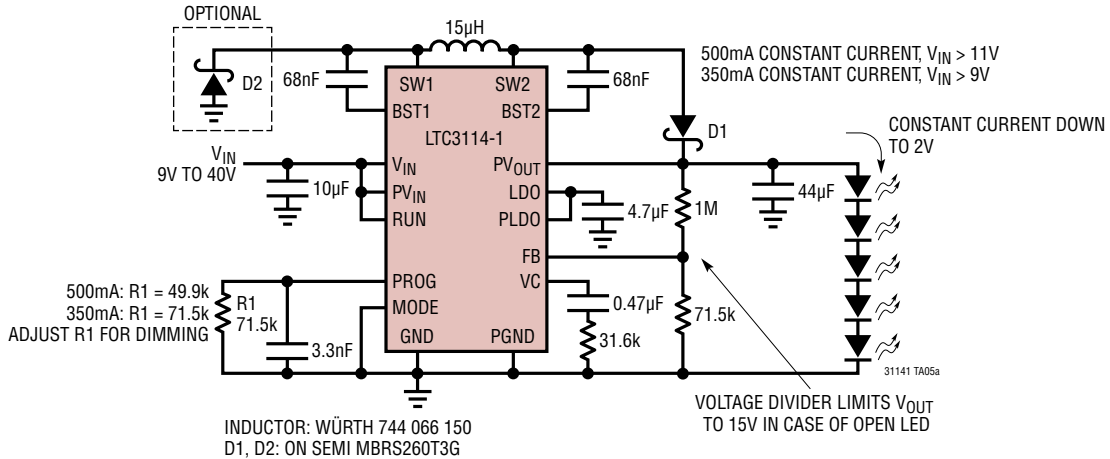 OPTIONAL
D2
68nF
15µH
68nF
500mA CONSTANT CURRENT, VIN > 11V
350mA CONSTANT CURRENT, VIN > 9V
SW1
SW2
BST1
BST2
LTC3114-1
D1
CONSTANT CURRENT DOWN
TO 2V
VIN
9V TO 40V
10µF
VIN
PVIN
RUN
PVOUT
LDO
PLDO
4.7µF
1M
44µF
FB
VC
PROG
MODE
GND
PGND
500mA: R1 = 49.9k
350mA: R1 = 71.5k
ADJUST R1 FOR DIMMING
R1
71.5k
3.3nF
0.47µF
31.6k
71.5k
31141 TA05a
VOLTAGE DIVIDER LIMITS VOUT
TO 15V IN CASE OF OPEN LED
INDUCTOR: WÜRTH 744 066 150
D1, D2: ON SEMI MBRS260T3G